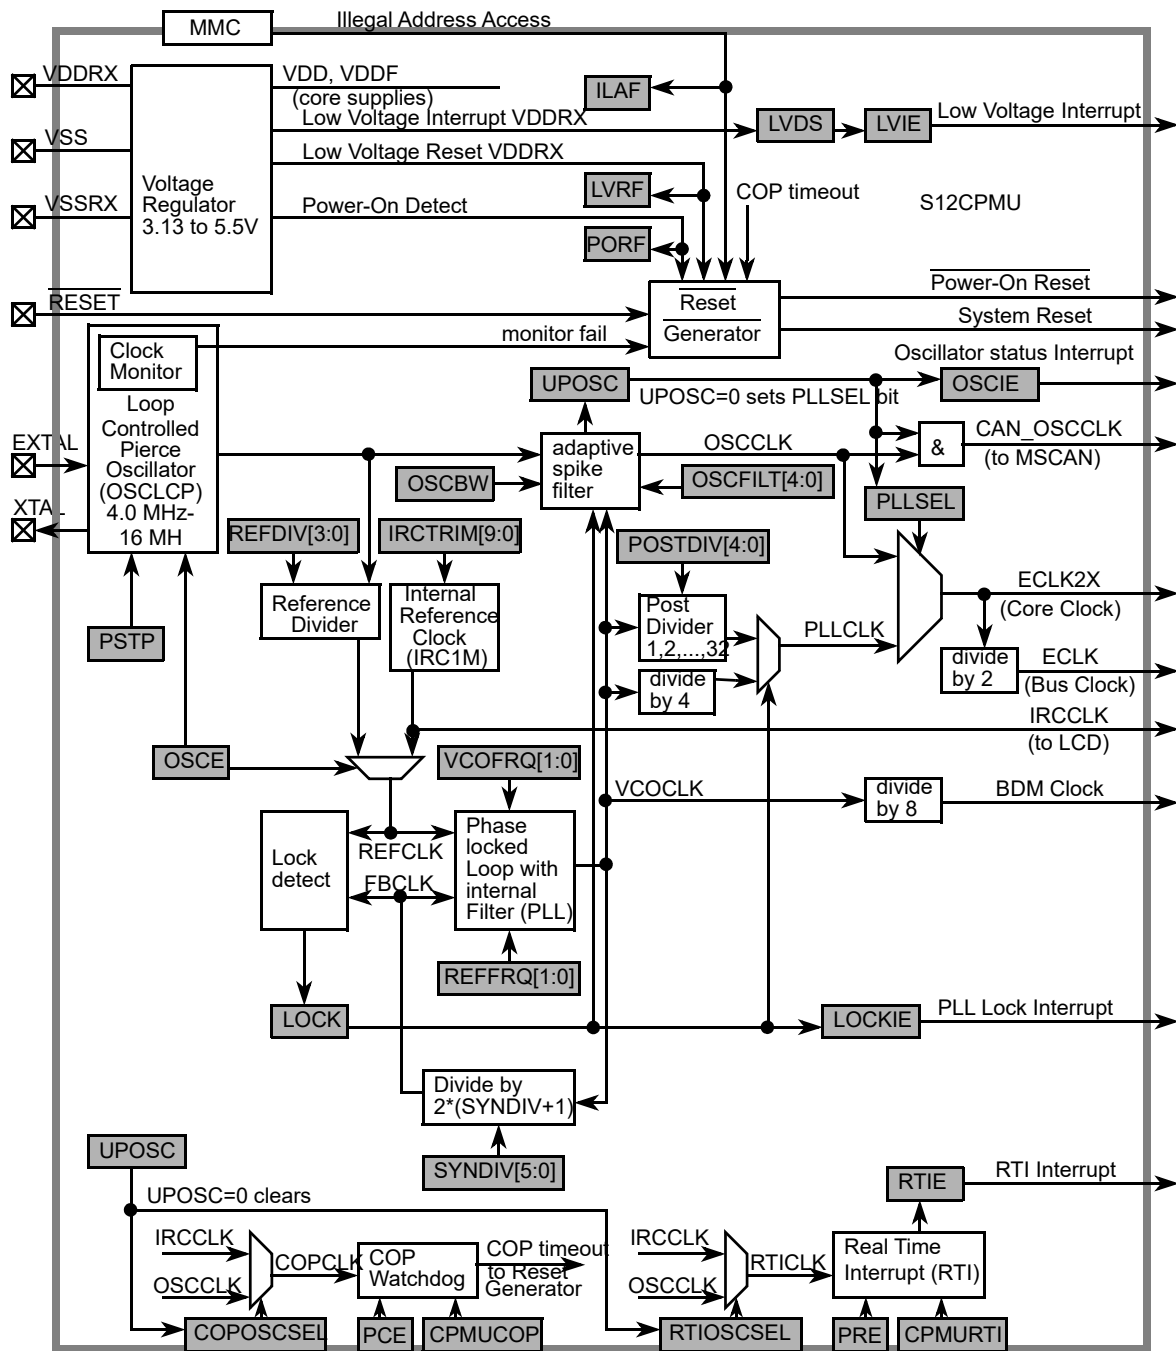 MMC
Illegal Address Access
VDDRX
VDD, VDDF
(core supplies)
ILAF
Low Voltage Interrupt VDDRX
LVDS
LVIE
Low Voltage Interrupt
VSS
Low Voltage Reset VDDRX
Voltage
Regulator
3.13 to 5.5V
LVRF
COP timeout
S12CPMU
VSSRX
Power-On Detect
PORF
RESET
Reset
Generator
Power-On Reset
System Reset
monitor fail
Clock
Monitor
Oscillator status Interrupt
UPOSC
OSCIE
UPOSC=0 sets PLLSEL bit
Loop
Controlled
Pierce
Oscillator
(OSCLCP)
4.0 MHz-
16 MH
EXTAL
XTAL
adaptive
spike
filter
OSCCLK
&
CAN_OSCCLK
(to MSCAN)
OSCBW
OSCFILT[4:0]
PLLSEL
REFDIV[3:0]
IRCTRIM[9:0]
POSTDIV[4:0]
Reference
Divider
Internal
Reference
Clock
(IRC1M)
Post
Divider
1,2,...,32
PLLCLK
ECLK2X
(Core Clock)
PSTP
divide
by 4
divide
by 2
ECLK
(Bus Clock)
IRCCLK
(to LCD)
OSCE
VCOFRQ[1:0]
VCOCLK
divide
by 8
BDM Clock
Lock
detect
REFCLK
FBCLK
Phase
locked
Loop with
internal
Filter (PLL)
REFFRQ[1:0]
LOCK
LOCKIE
PLL Lock Interrupt
Divide by
2*(SYNDIV+1)
UPOSC
SYNDIV[5:0]
RTIE
RTI Interrupt
UPOSC=0 clears
IRCCLK
OSCCLK
COPCLK
COP
Watchdog
COP timeout
to Reset
Generator
IRCCLK
OSCCLK
RTICLK
Real Time
Interrupt (RTI)
COPOSCSEL
PCE
CPMUCOP
RTIOSCSEL
PRE
CPMURTI